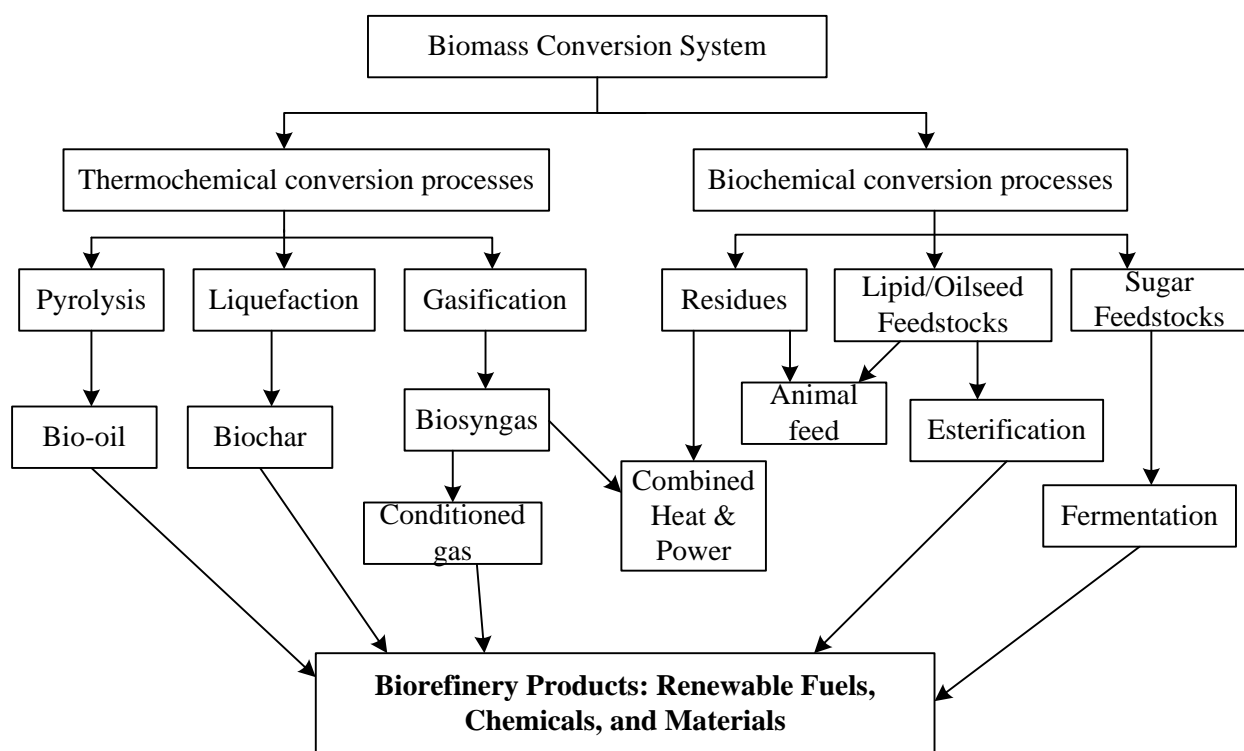 Biomass Conversion System
Thermochemical conversion processes
Biochemical conversion processes
Pyrolysis
Liquefaction
Gasification
Residues
Lipid/Oilseed
Feedstocks
Sugar
Feedstocks
Bio-oil
Biochar
Biosyngas
Animal
feed
Esterification
Conditioned
gas
Combined
Heat &
Power
Fermentation
Biorefinery Products: Renewable Fuels,
Chemicals, and Materials